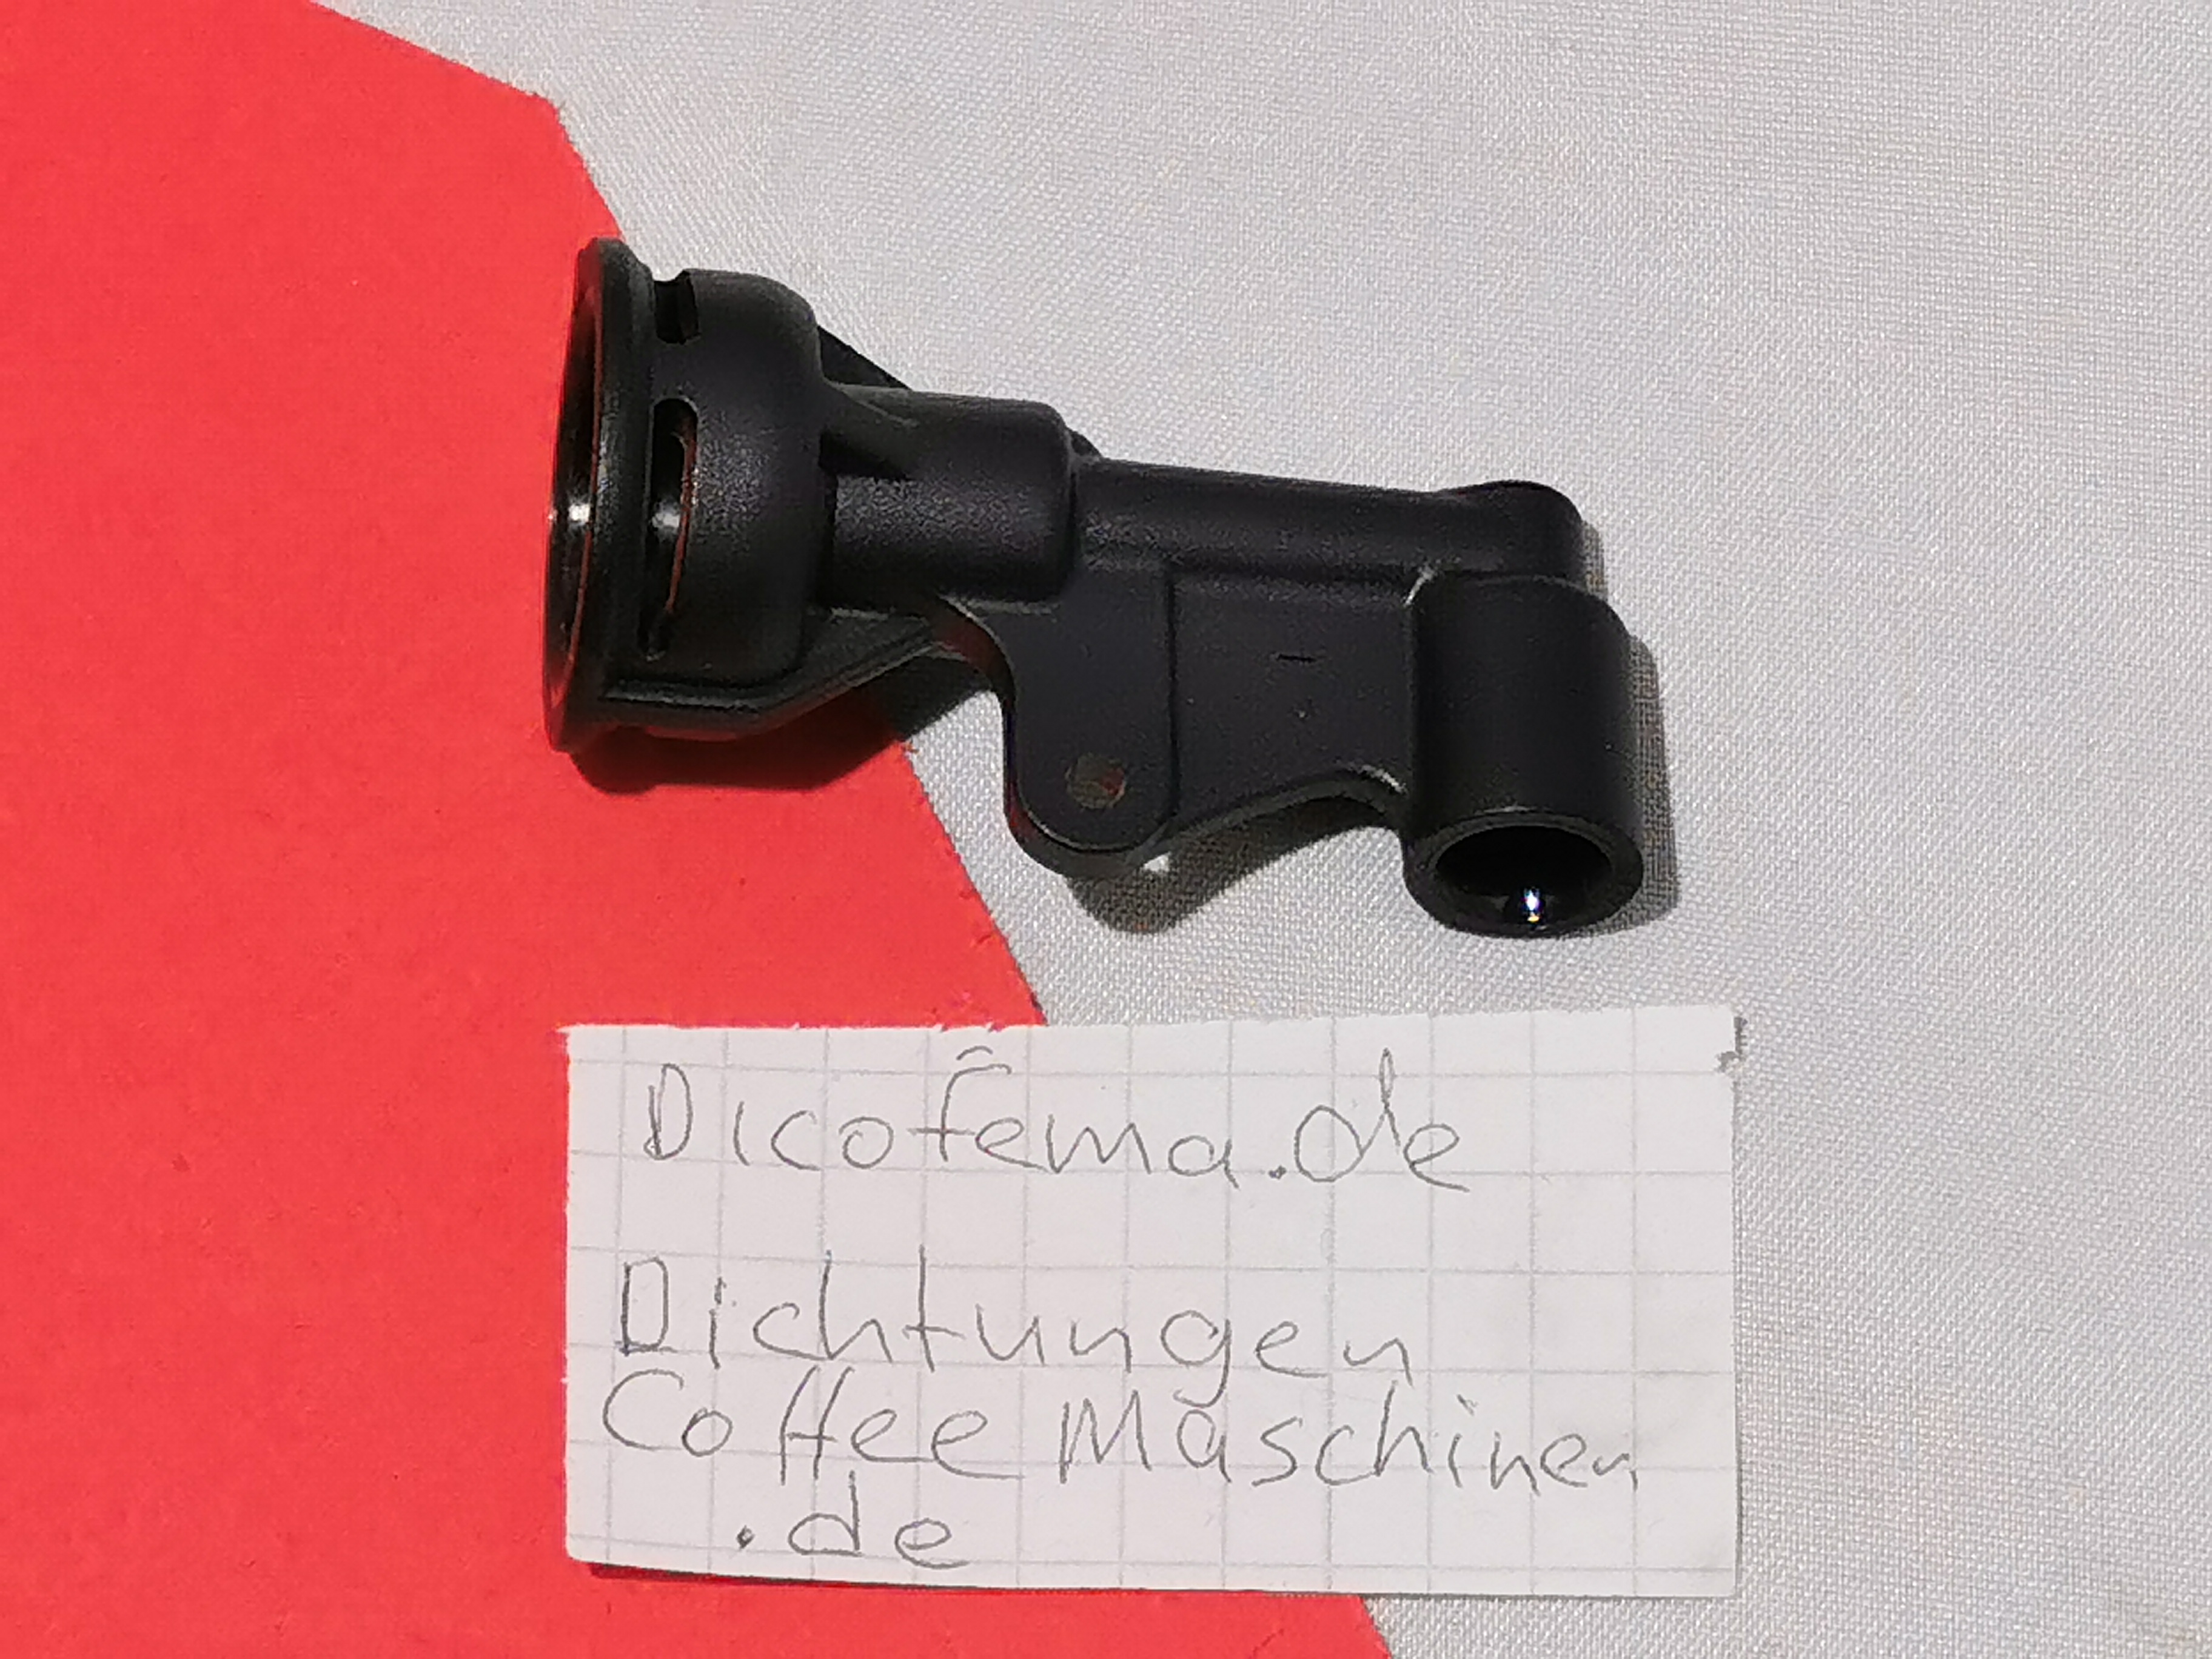 Dicofema.de
Dichtungen
Coffee Maschinen
.de